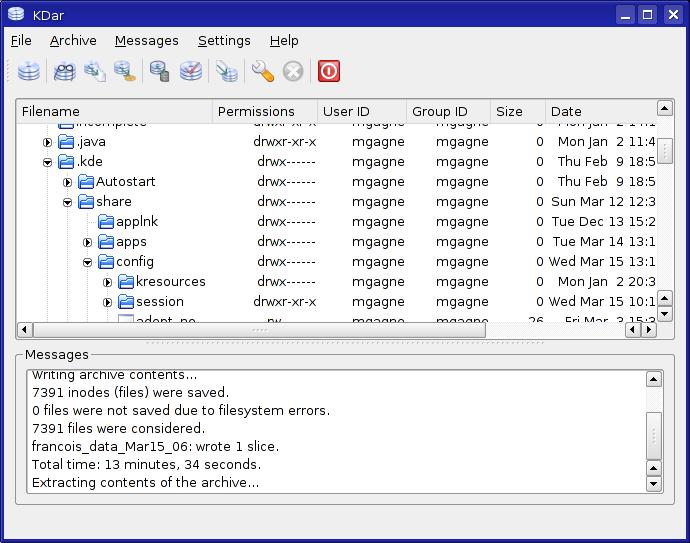 KDar
File Archive Messages Settings Help
Filename Permissions User ID Group ID Size Date
incomplete drwxr-xr-x mgagne mgagne 0 Mon Jan 2 14:1
.java drwxr-xr-x mgagne mgagne 0 Mon Jan 2 11:4
.kde drwx------ mgagne mgagne 0 Thu Feb 9 18:5
Autostart drwx------ mgagne mgagne 0 Thu Feb 9 18:5
share drwx------ mgagne mgagne 0 Sun Mar 12 12:3
applnk drwx------ mgagne mgagne 0 Tue Dec 13 15:2
apps drwx------ mgagne mgagne 0 Tue Mar 14 13:1
config drwx------ mgagne mgagne 0 Wed Mar 15 13:1
kresources drwx------ mgagne mgagne 0 Mon Jan 2 20:3
session drwxr-xr-x mgagne mgagne 0 Wed Mar 15 10:1
mgagne mgagne 26 Fri Mar 3 15:3
Messages
Writing archive contents...
7391 inodes (files) were saved.
0 files were not saved due to filesystem errors.
7391 files were considered.
francois_data_Mar15_06: wrote 1 slice.
Total time: 13 minutes, 34 seconds.
Extracting contents of the archive...